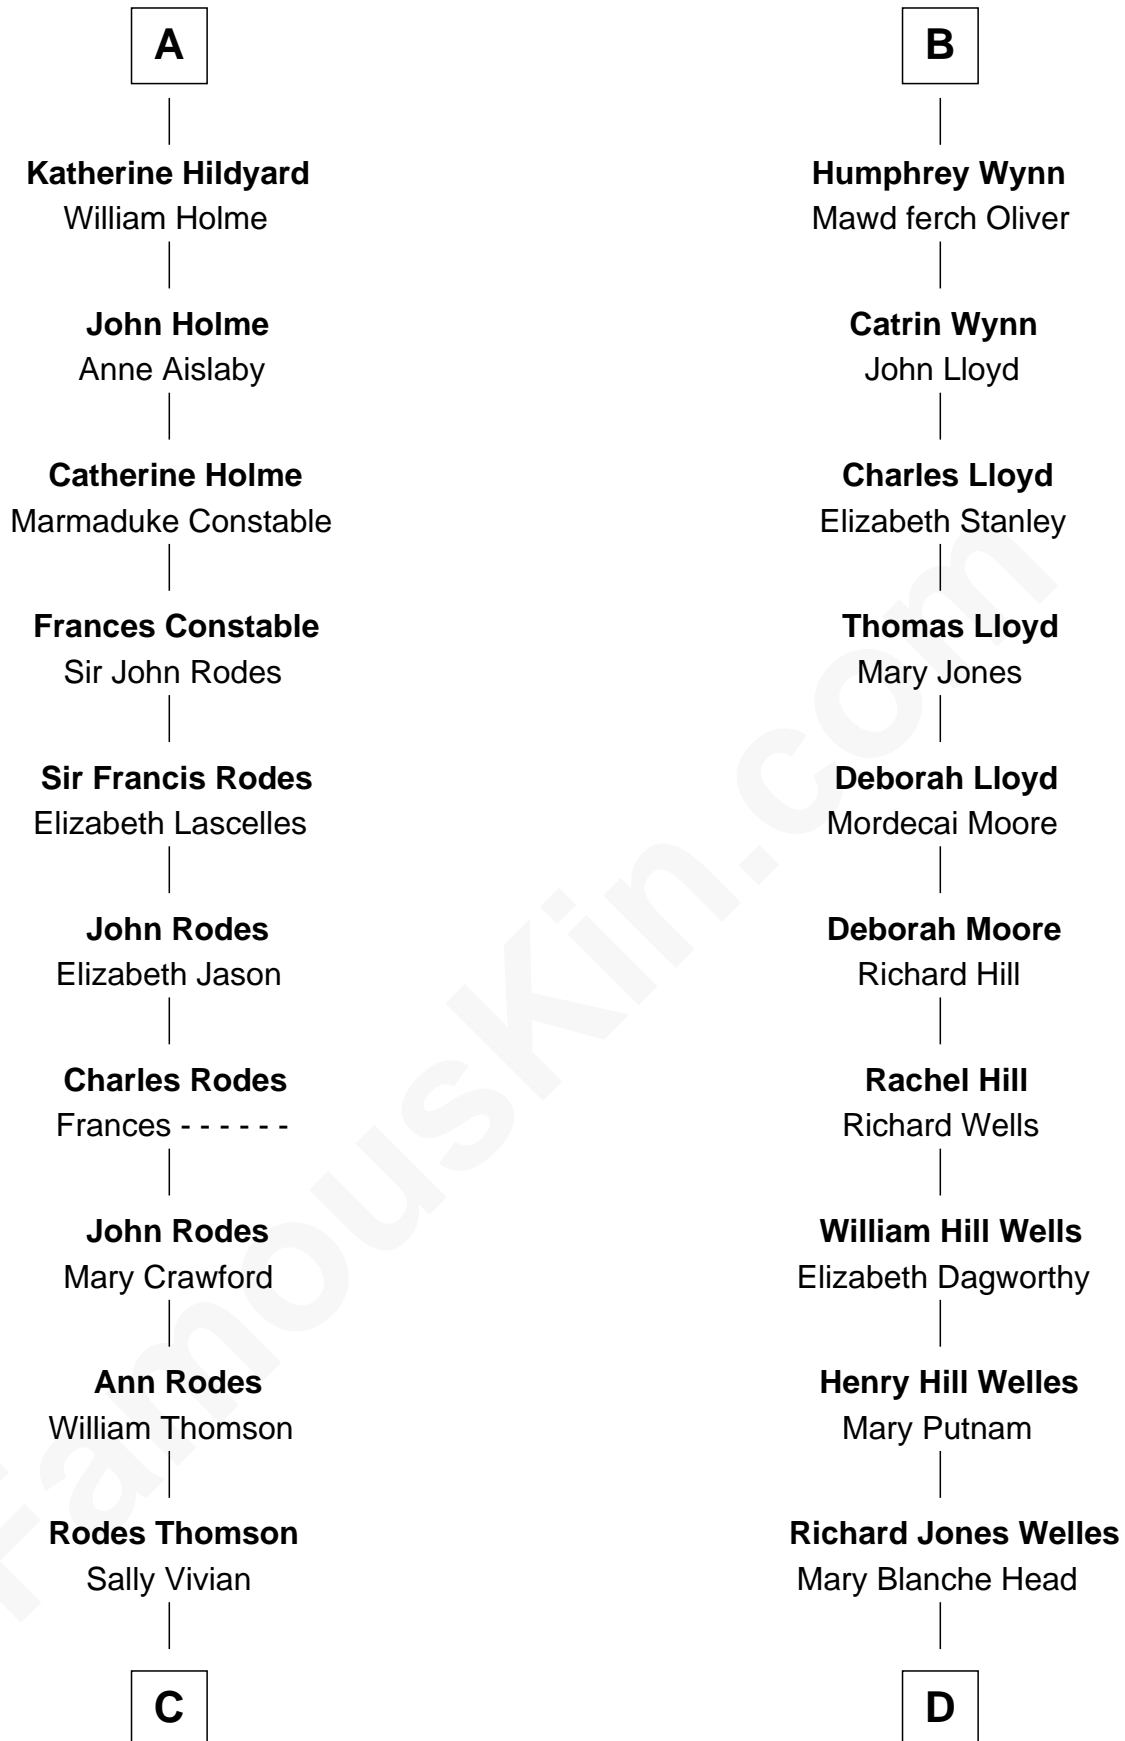 A
Katherine Hildyard
William Holme
John Holme
Anne Aislaby
Catherine Holme
Marmaduke Constable
Frances Constable
Sir John Rodes
Sir Francis Rodes
Elizabeth Lascelles
John Rodes
Elizabeth Jason
Charles Rodes
Frances - - - - - -
John Rodes
Mary Crawford
Ann Rodes
William Thomson
Rodes Thomson
Sally Vivian
C
B
Humphrey Wynn
Mawd ferch Oliver
Catrin Wynn
John Lloyd
Charles Lloyd
Elizabeth Stanley
Thomas Lloyd
Mary Jones
Deborah Lloyd
Mordecai Moore
Deborah Moore
Richard Hill
Rachel Hill
Richard Wells
William Hill Wells
Elizabeth Dagworthy
Henry Hill Welles
Mary Putnam
Richard Jones Welles
Mary Blanche Head
D
FamousKin.com